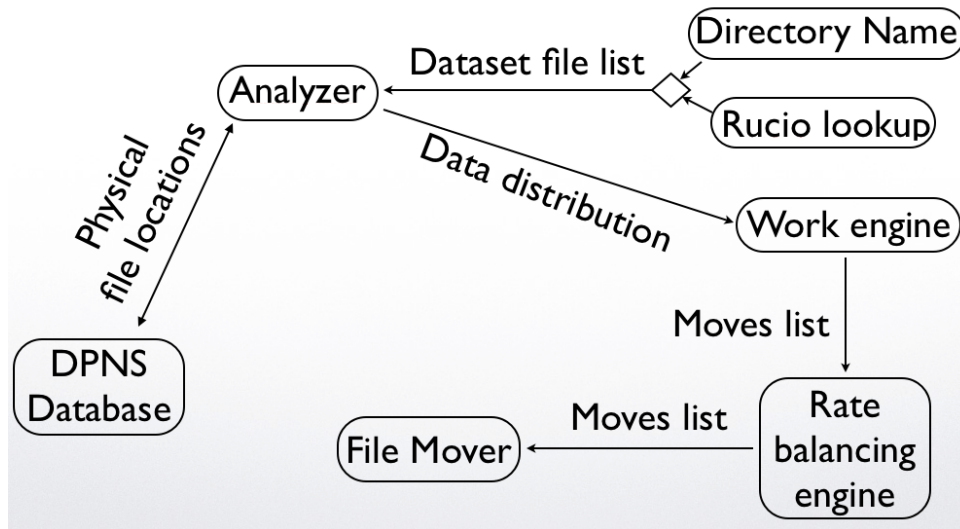 Directory Name
Dataset file list
Analyzer
Rucio lookup
Data distribution
Physical
file locations
Work engine
Moves list
DPNS
Database
Rate
balancing
engine
Moves list
File Mover